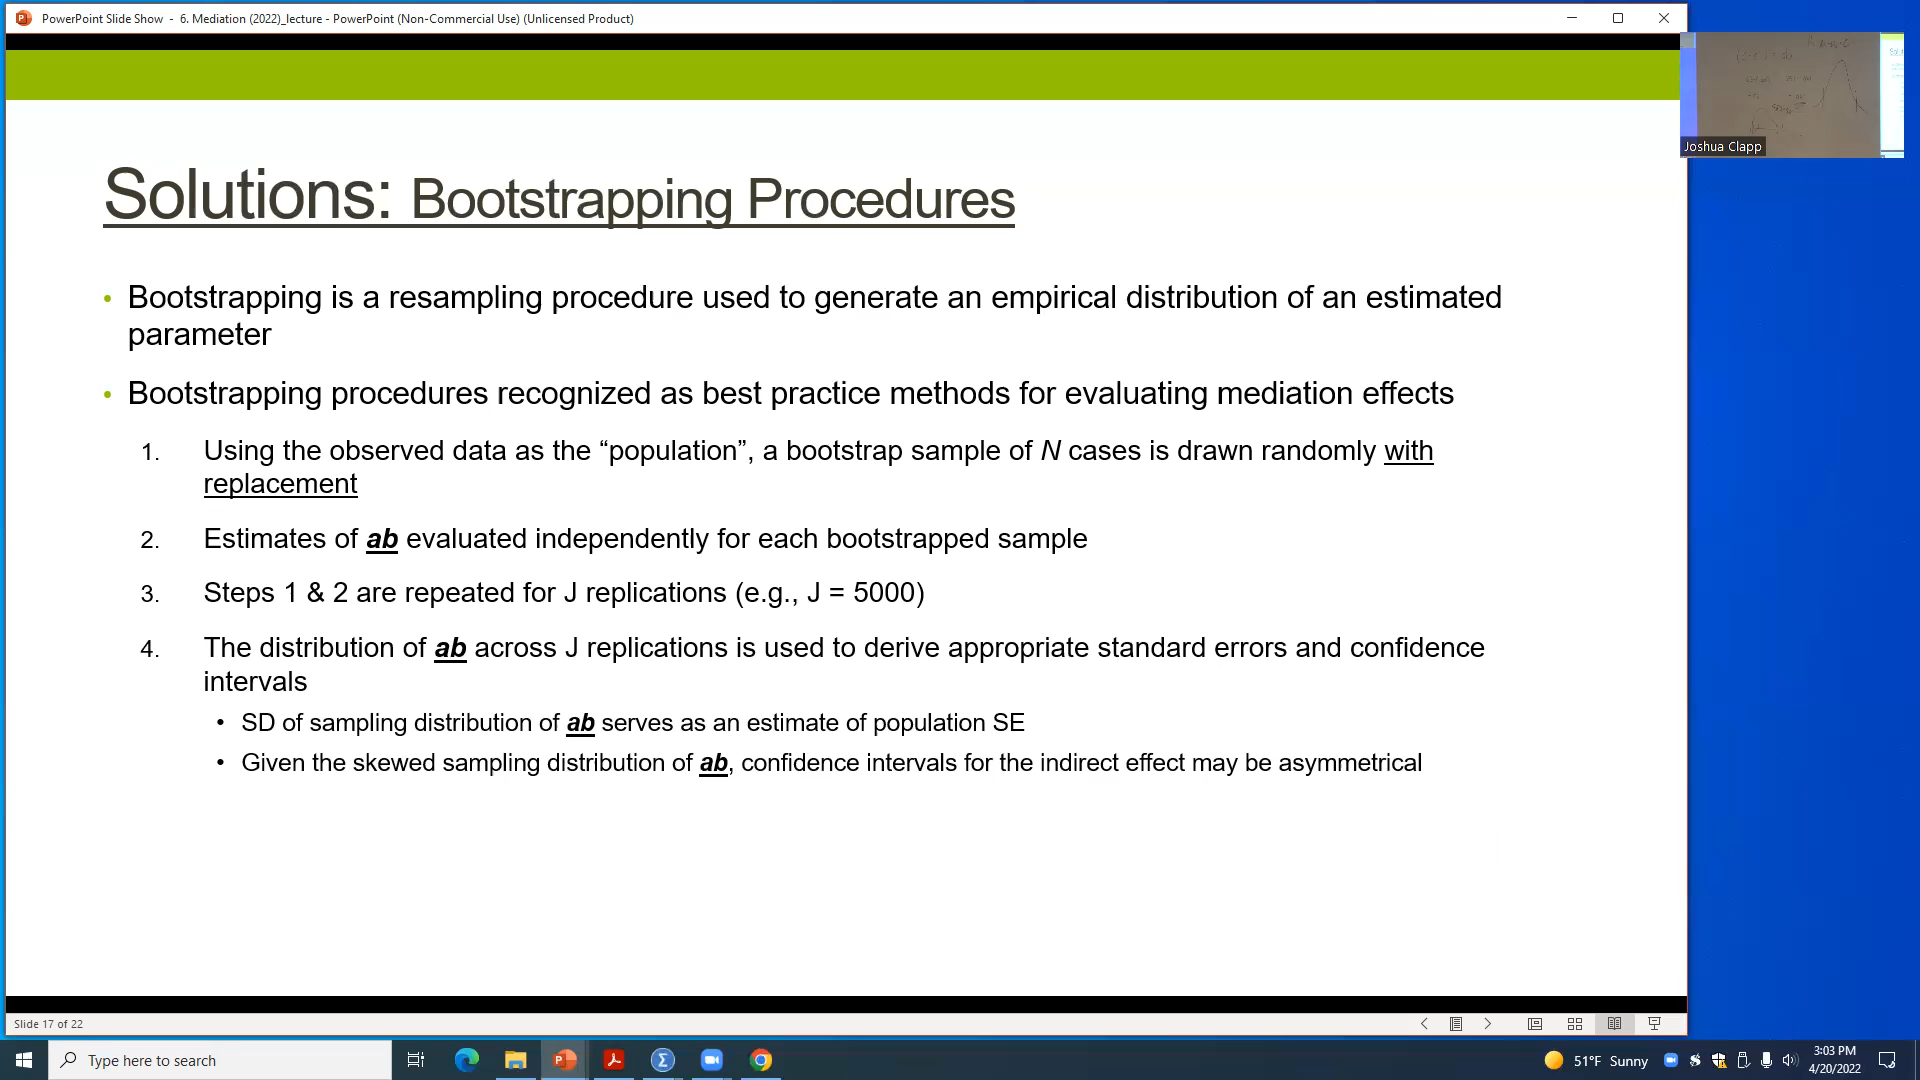 PowerPoint Slide Show - 6. Mediation (2022)_lecture - PowerPoint (Non-Commercial Use) (Unlicensed Product)
Joshua Clapp
Solutions: Bootstrapping Procedures
• Bootstrapping is a resampling procedure used to generate an empirical distribution of an estimated
parameter
• Bootstrapping procedures recognized as best practice methods for evaluating mediation effects
1. Using the observed data as the “population”, a bootstrap sample of N cases is drawn randomly with
replacement
2. Estimates of ab evaluated independently for each bootstrapped sample
3. Steps 1 & 2 are repeated for J replications (e.g., J = 5000)
4. The distribution of ab across J replications is used to derive appropriate standard errors and confidence
intervals
• SD of sampling distribution of ab serves as an estimate of population SE
• Given the skewed sampling distribution of ab, confidence intervals for the indirect effect may be asymmetrical
Slide 17 of 22
Type here to search
51°F Sunny
3:03 PM
4/20/2022